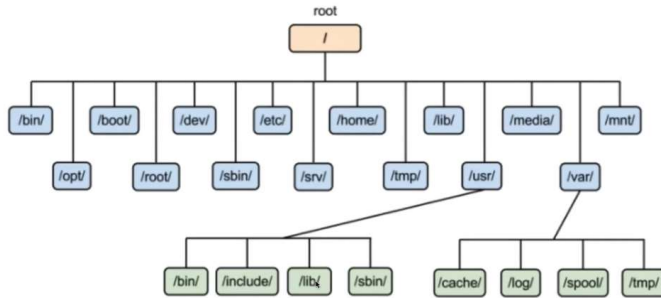 root
/
/bin/ /boot/ /dev/ /etc/ /home/ /lib/ /media/ /mnt/
/opt/ /root/ /sbin/ /srv/ /tmp/ /usr/ /var/
/bin/ /include/ /lib/ /sbin/ /cache/ /log/ /spool/ /tmp/